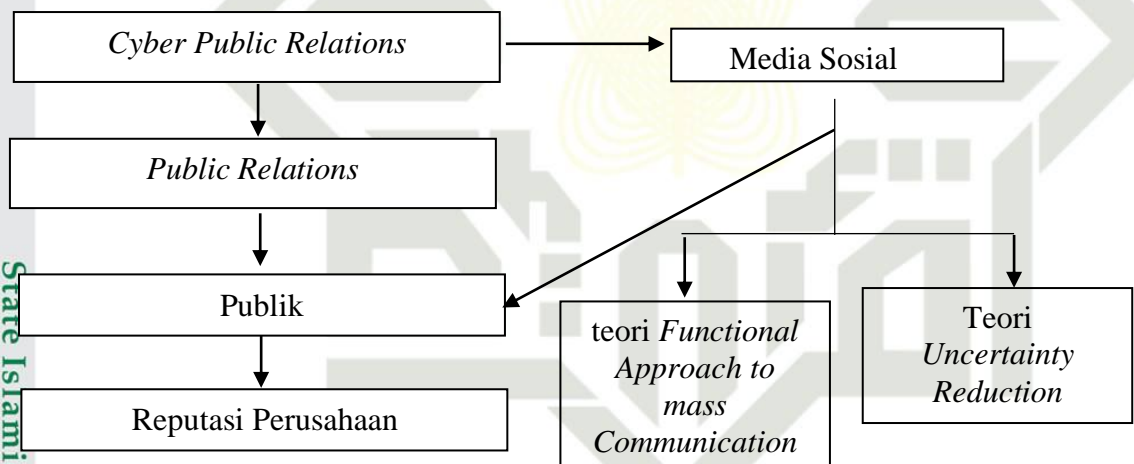 Cyber Public Relations
Media Sosial
Public Relations
Publik
teori Functional
Approach to
mass
Communication
Teori
Uncertainty
Reduction
Reputasi Perusahaan
State Islami